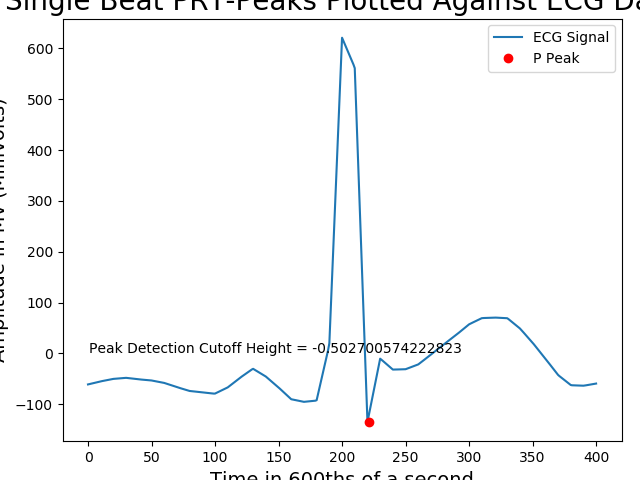 Single Beat PRT-Peaks Plotted Against ECG Da
ECG Signal
P Peak
Amplitude in MV (Millivolts)
600
500
400
300
200
100
0
−100
Peak Detection Cutoff Height = -0.502700574222823
0 50 100 150 200 250 300 350 400
Time in 600ths of a second